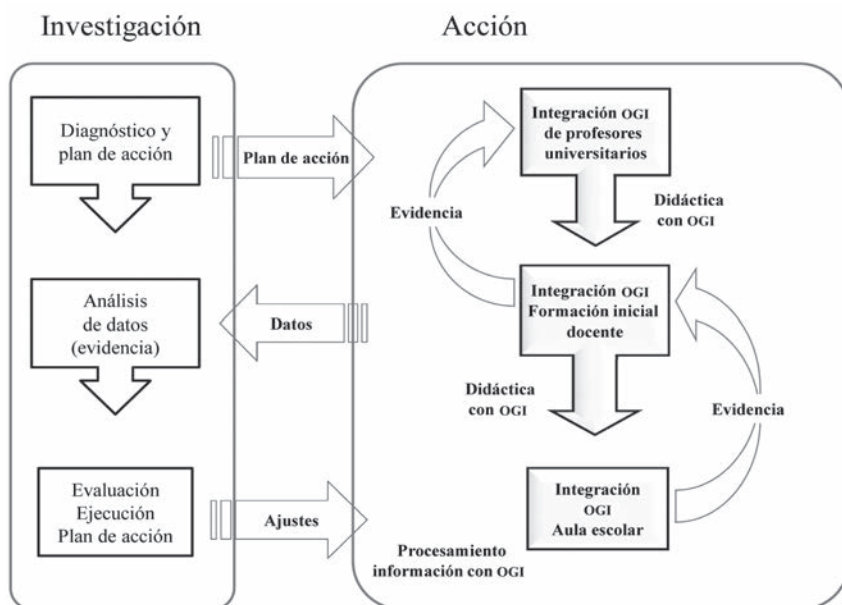 Investigación
Acción
Diagnóstico y
plan de acción
Plan de acción
Integración OGI
de profesores
universitarios
Evidencia
Didáctica
con OGI
Análisis
de datos
(evidencia)
Datos
Integración OGI
Formación inicial
docente
Didáctica
con OGI
Evidencia
Evaluación
Ejecución
Plan de acción
Ajustes
Integración
OGI
Aula escolar
Procesamiento
información con OGI